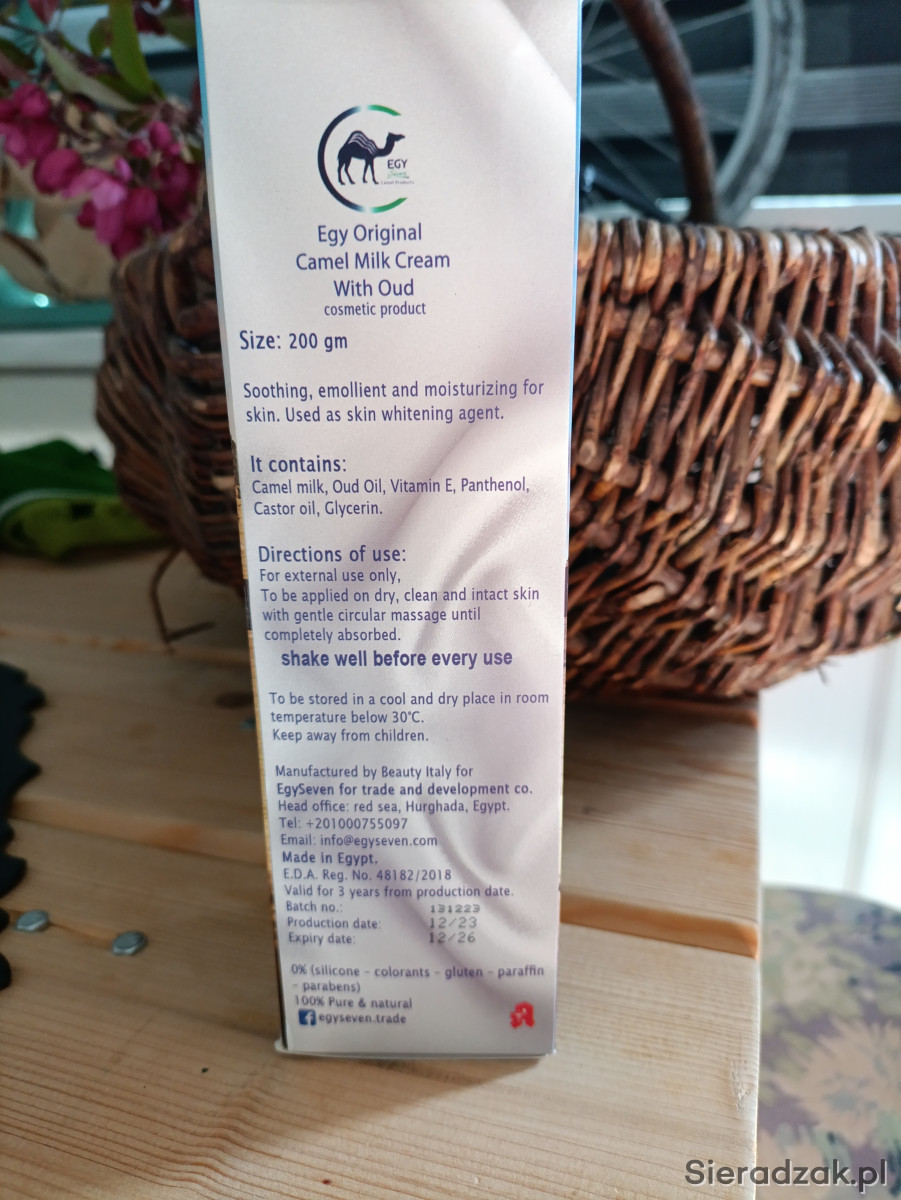 EGY
Seven
Camel Products
Egy Original
Camel Milk Cream
With Oud
cosmetic product
Size: 200 gm
Soothing, emollient and moisturizing for
skin. Used as skin whitening agent.
It contains:
Camel milk, Oud Oil, Vitamin E, Panthenol,
Castor oil, Glycerin.
Directions of use:
For external use only,
To be applied on dry, clean and intact skin
with gentle circular massage until
completely absorbed.
shake well before every use
To be stored in a cool and dry place in room
temperature below 30°C.
Keep away from children.
Manufactured by Beauty Italy for
EgySeven for trade and development co.
Head office: red sea, Hurghada, Egypt.
Tel: +201000755097
Email: info@egyseven.com
Made in Egypt.
E.D.A. Reg. No. 48182/2018
Valid for 3 years from production date.
Batch no.: 131223
Production date: 12/23
Expiry date: 12/26
0% (silicone - colorants - gluten - paraffin
- parabens)
100% Pure & natural
egyseven.trade
Sieradzak.pl